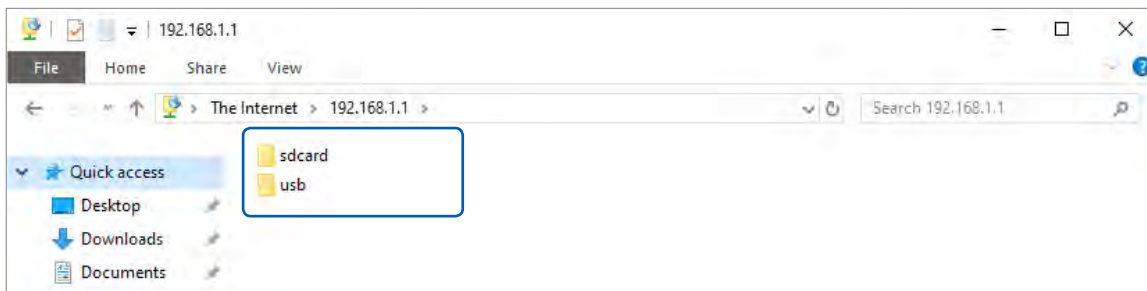 192.168.1.1
File Home Share View
The Internet > 192.168.1.1 >
Search 192.168.1.1
Quick access
Desktop
Downloads
Documents
sdcard
usb